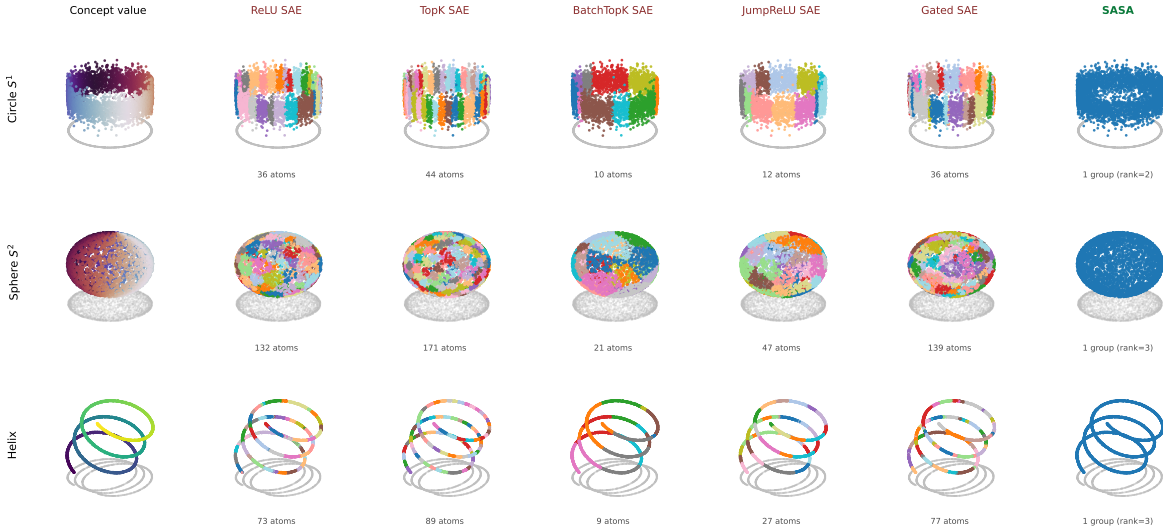 Concept value ReLU SAE TopK SAE BatchTopK SAE JumpReLU SAE Gated SAE SASA
Circle S¹
36 atoms 44 atoms 10 atoms 12 atoms 36 atoms 1 group (rank=2)
Sphere S²
132 atoms 171 atoms 21 atoms 47 atoms 139 atoms 1 group (rank=3)
Helix
73 atoms 89 atoms 9 atoms 27 atoms 77 atoms 1 group (rank=3)